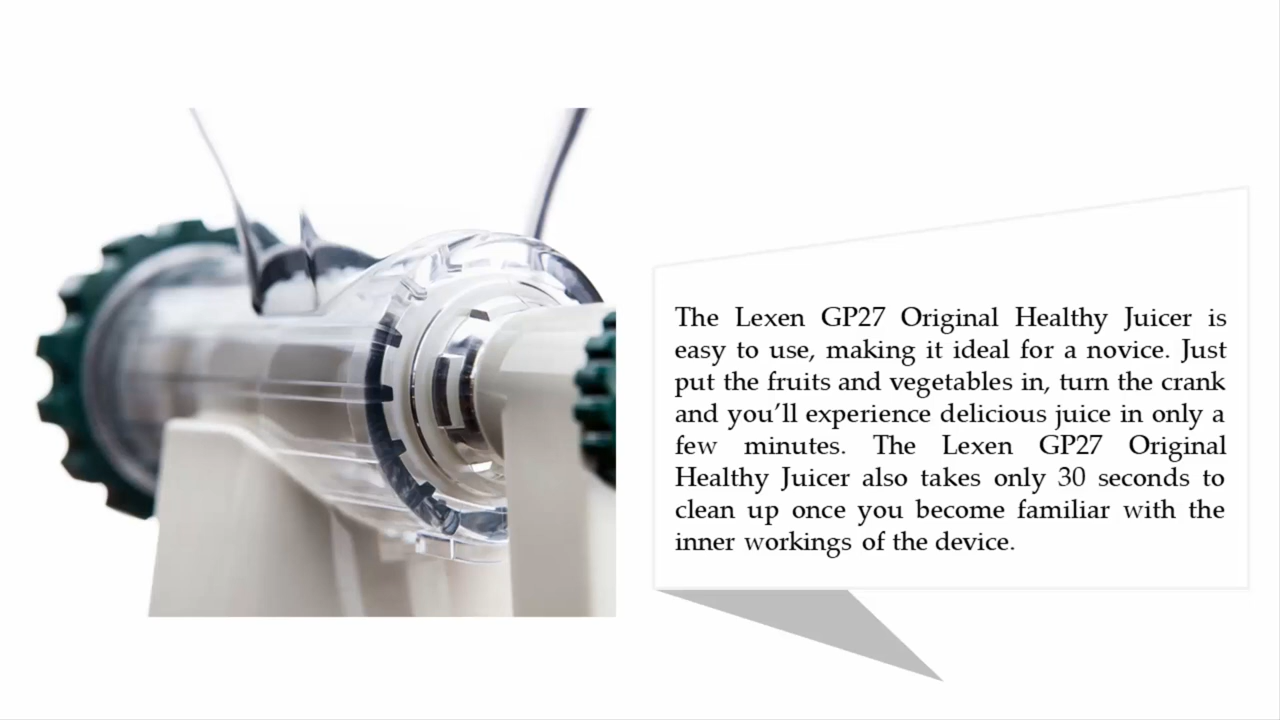 The Lexen GP27 Original Healthy Juicer is
easy to use, making it ideal for a novice. Just
put the fruits and vegetables in, turn the crank
and you’ll experience delicious juice in only a
few minutes. The Lexen GP27 Original
Healthy Juicer also takes only 30 seconds to
clean up once you become familiar with the
inner workings of the device.